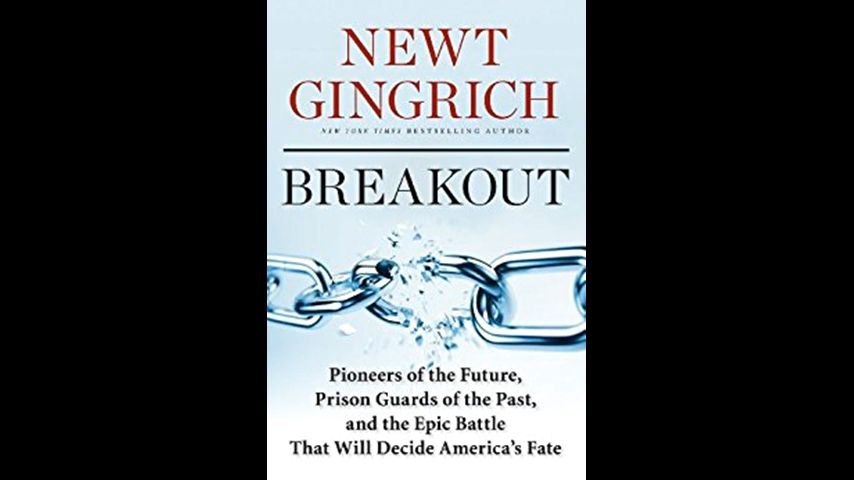 NEWT
GINGRICH
NEW YORK TIMES BESTSELLING AUTHOR
BREAKOUT
Pioneers of the Future,
Prison Guards of the Past,
and the Epic Battle
That Will Decide America's Fate